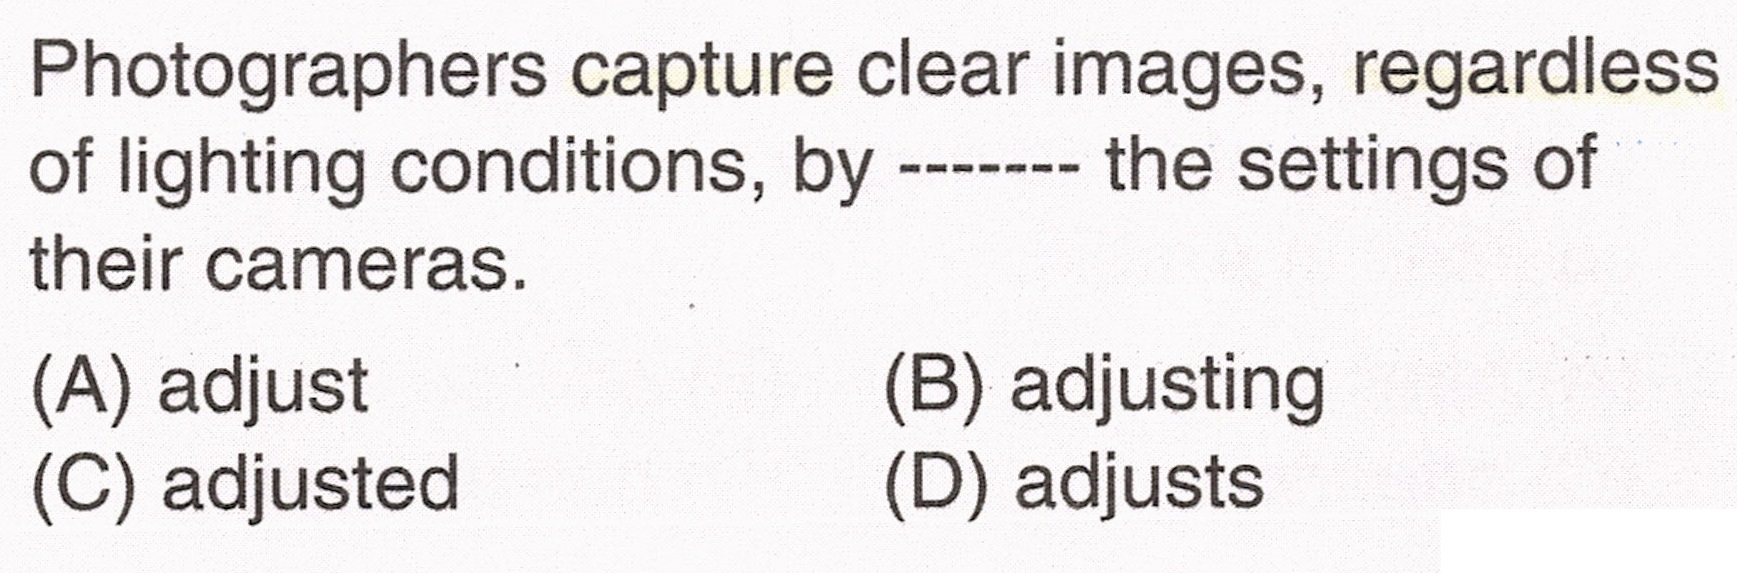 Photographers capture clear images, regardless
of lighting conditions, by ------- the settings of
their cameras.
(A) adjust (B) adjusting
(C) adjusted (D) adjusts